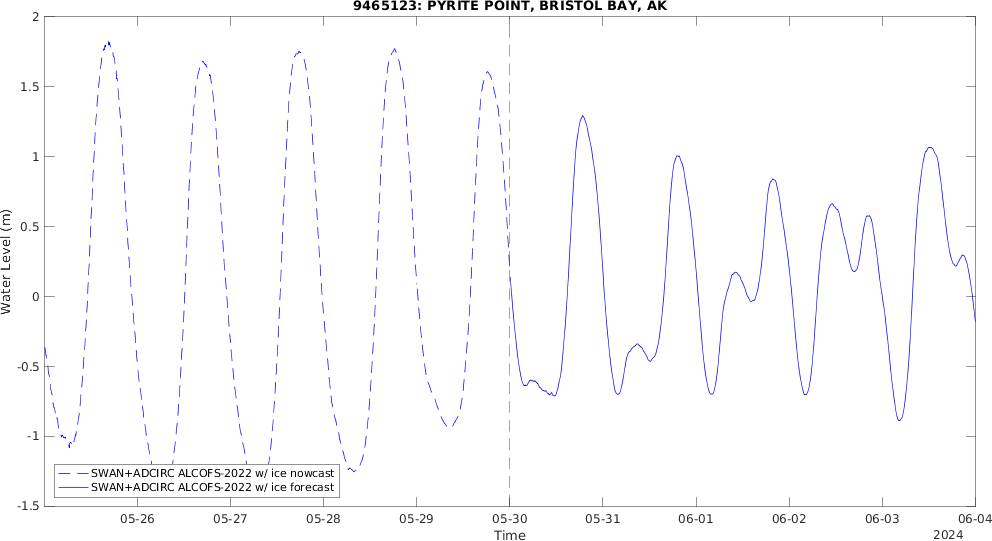 9465123: PYRITE POINT, BRISTOL BAY, AK
2
1.5
1
0.5
0
-0.5
-1
-1.5
Water Level (m)
SWAN+ADCIRC ALCOFS-2022 w/ ice nowcast
SWAN+ADCIRC ALCOFS-2022 w/ ice forecast
05-26 05-27 05-28 05-29 05-30 05-31 06-01 06-02 06-03 06-04
Time
2024